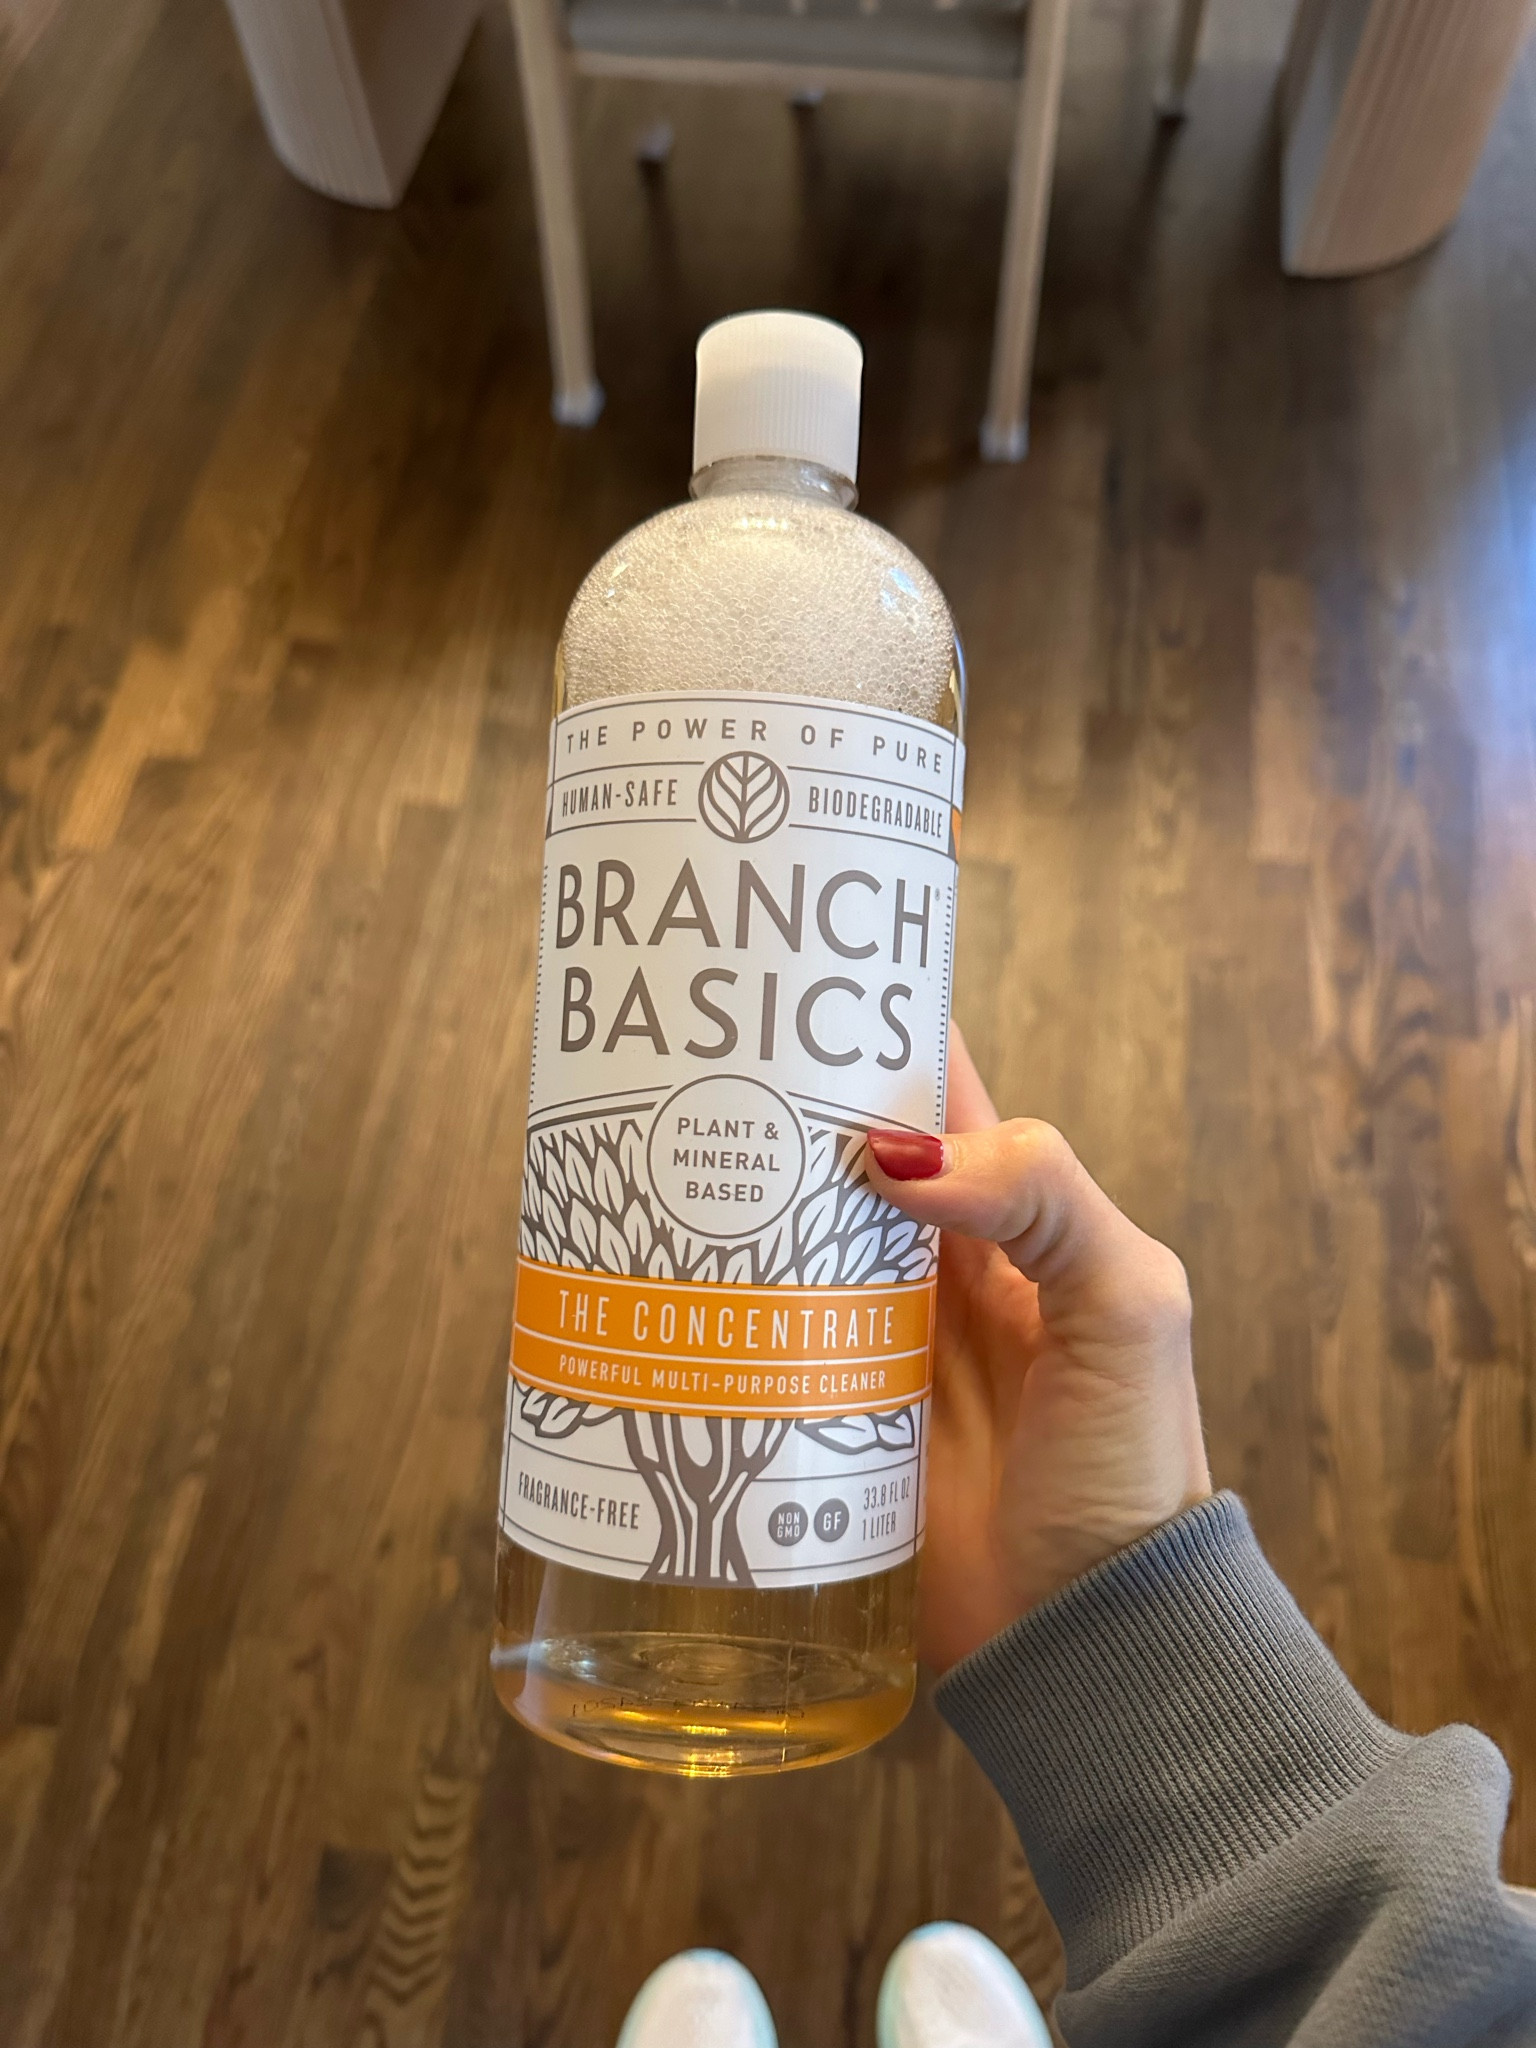 THE POWER OF PURE
HUMAN-SAFE BIODEGRADABLE
BRANCH®
BASICS
PLANT &
MINERAL
BASED
THE CONCENTRATE
POWERFUL MULTI-PURPOSE CLEANER
FRAGRANCE-FREE
NON
GMO
GF
33.8 FL OZ
1 LITER